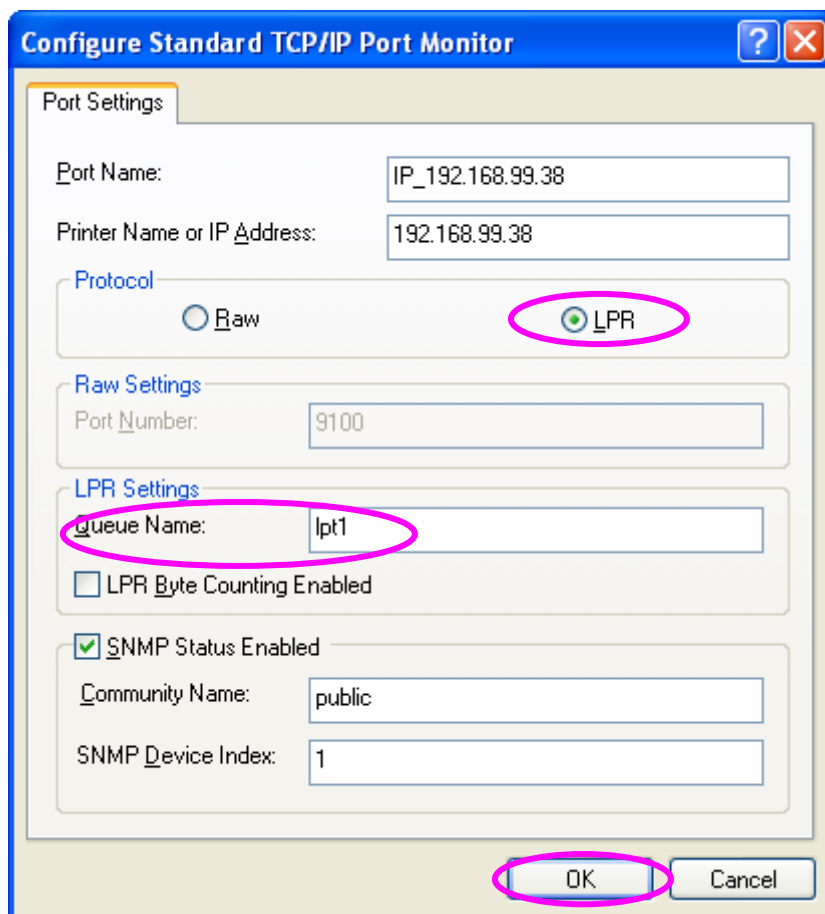 Configure Standard TCP/IP Port Monitor
Port Settings
Port Name: IP_192.168.99.38
Printer Name or IP Address: 192.168.99.38
Protocol
Raw LPR
Raw Settings
Port Number: 9100
LPR Settings
Queue Name: lpt1
LPR Byte Counting Enabled
SNMP Status Enabled
Community Name: public
SNMP Device Index: 1
OK Cancel